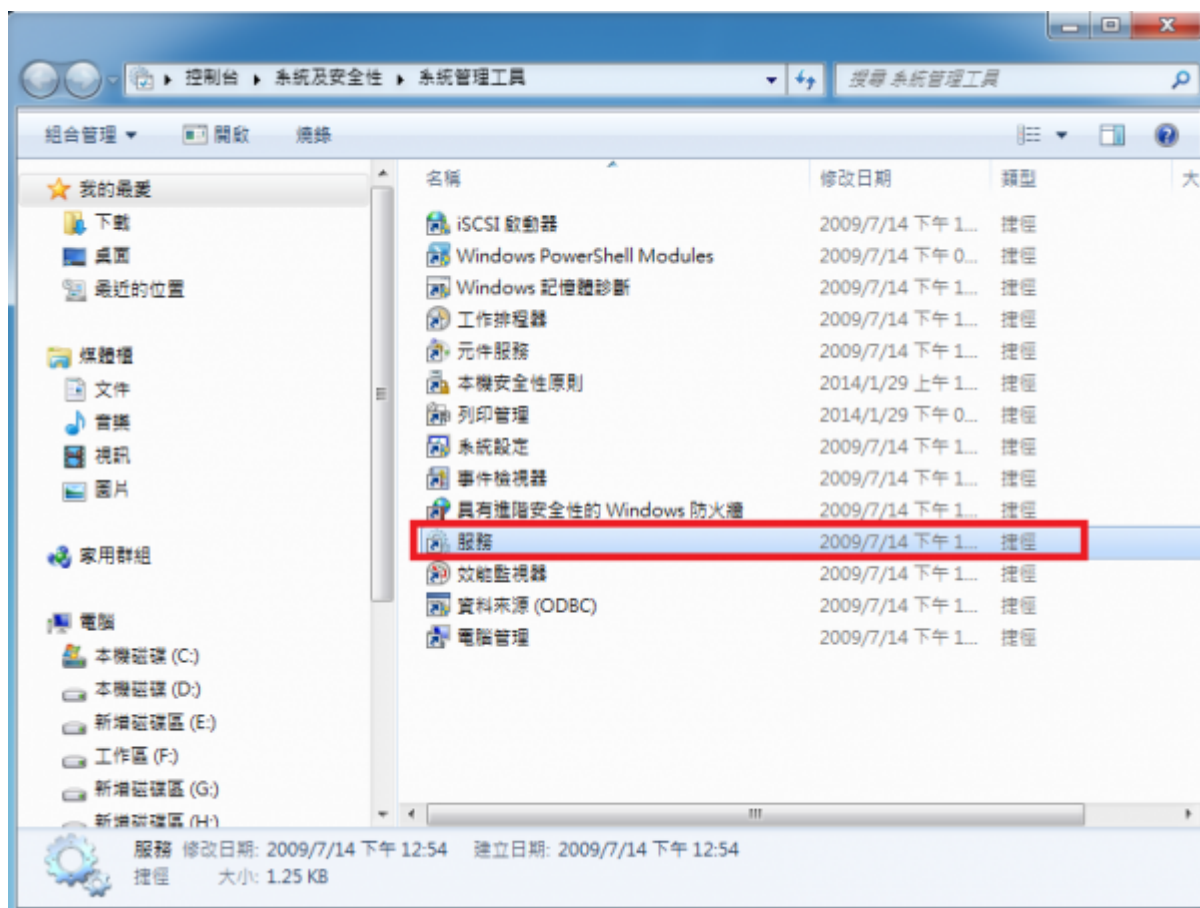 控制台 ▸ 系統及安全性 ▸ 系統管理工具
搜尋 系統管理工具
組合管理 開啟 燒錄
我的最愛
下載
桌面
最近的位置
媒體櫃
文件
音樂
視訊
圖片
家用群組
電腦
本機磁碟 (C:)
本機磁碟 (D:)
新增磁碟區 (E:)
工作區 (F:)
新增磁碟區 (G:)
新增磁碟區 (H:)
名稱 修改日期 類型 大
iSCSI 啟動器 2009/7/14 下午 1... 捷徑
Windows PowerShell Modules 2009/7/14 下午 0... 捷徑
Windows 記憶體診斷 2009/7/14 下午 1... 捷徑
工作排程器 2009/7/14 下午 1... 捷徑
元件服務 2009/7/14 下午 1... 捷徑
本機安全性原則 2014/1/29 上午 1... 捷徑
列印管理 2014/1/29 下午 0... 捷徑
系統設定 2009/7/14 下午 1... 捷徑
事件檢視器 2009/7/14 下午 1... 捷徑
具有進階安全性的 Windows 防火牆 2009/7/14 下午 1... 捷徑
服務 2009/7/14 下午 1... 捷徑
效能監視器 2009/7/14 下午 1... 捷徑
資料來源 (ODBC) 2009/7/14 下午 1... 捷徑
電腦管理 2009/7/14 下午 1... 捷徑
服務 修改日期: 2009/7/14 下午 12:54 建立日期: 2009/7/14 下午 12:54
捷徑 大小: 1.25 KB